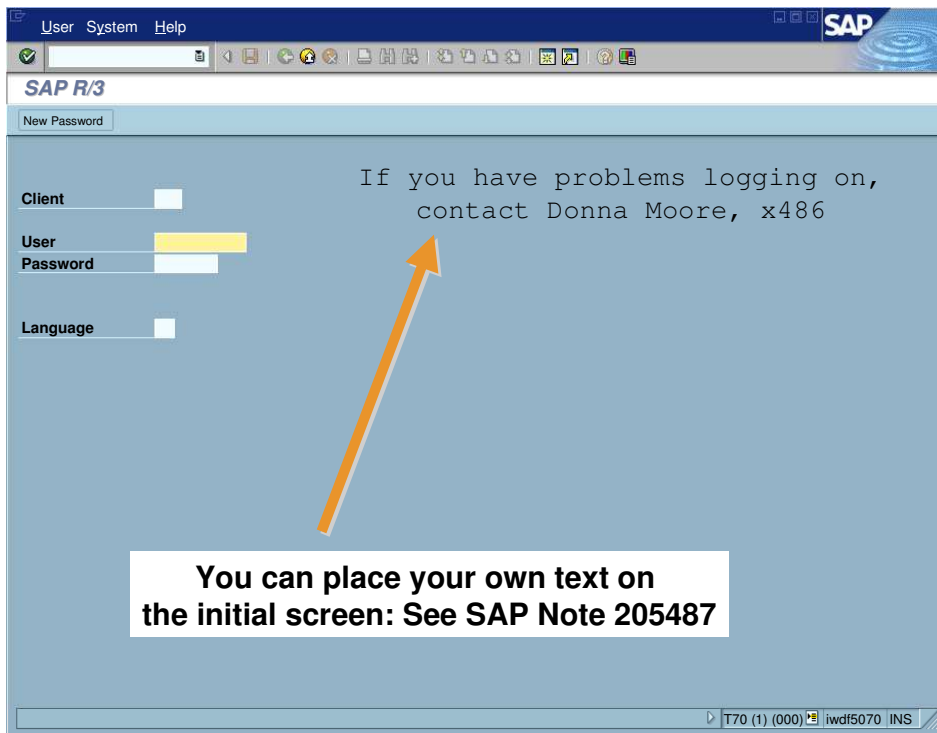 User System Help
SAP
SAP R/3
New Password
If you have problems logging on,
contact Donna Moore, x486
Client
User
Password
Language
You can place your own text on
the initial screen: See SAP Note 205487
T70 (1) (000) iwdf5070 INS